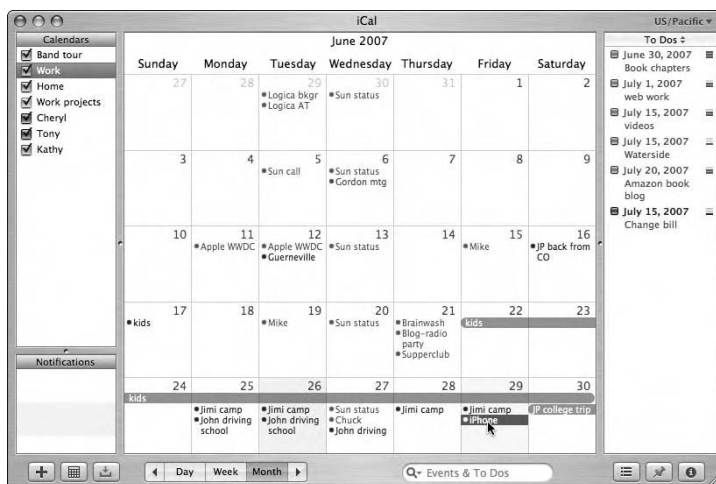 iCal
US/Pacific
Calendars
Band tour
Work
Home
Work projects
Cheryl
Tony
Kathy
Notifications
June 2007
Sunday Monday Tuesday Wednesday Thursday Friday Saturday
27 28 29 30 31 1 2
Logica bkgr
Logica AT
Sun status
3 4 5 6 7 8 9
Sun call
Sun status
Gordon mtg
10 11 12 13 14 15 16
Apple WWDC
Apple WWDC
Guerneville
Sun status
Mike
JP back from
CO
17 18 19 20 21 22 23
kids
Mike
Sun status
Brainwash
Blog-radio
party
Supperclub
kids
24 25 26 27 28 29 30
kids
Jimi camp
John driving
school
Jimi camp
John driving
school
Sun status
Chuck
John driving
Jimi camp
Jimi camp
iPhone
JP college trip
To Dos
June 30, 2007
Book chapters
July 1, 2007
web work
July 15, 2007
videos
July 15, 2007
Waterside
July 20, 2007
Amazon book
blog
July 15, 2007
Change bill
Day Week Month
Events & To Dos